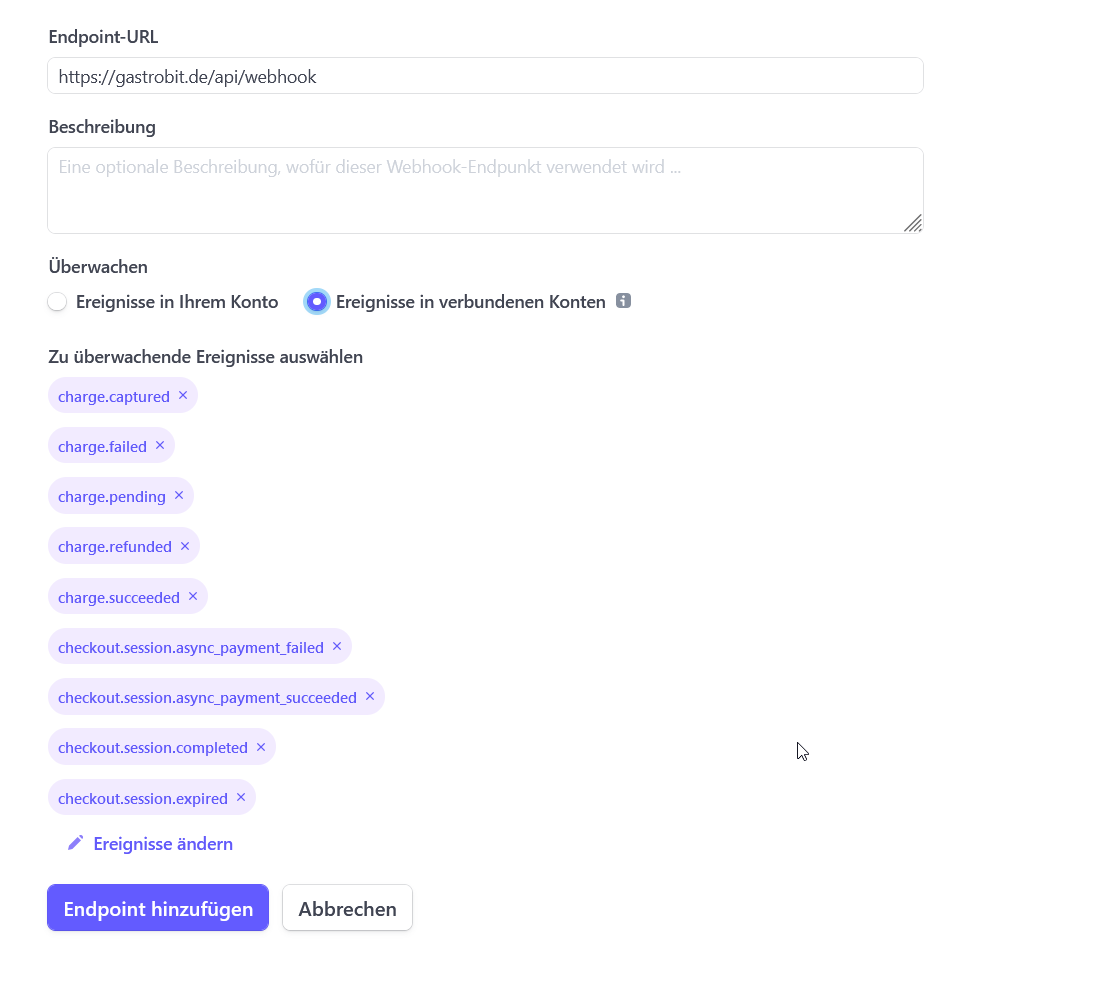 Endpoint-URL
https://gastrobit.de/api/webhook
Beschreibung
Eine optionale Beschreibung, wofür dieser Webhook-Endpunkt verwendet wird ...
Überwachen
Ereignisse in Ihrem Konto Ereignisse in verbundenen Konten
Zu überwachende Ereignisse auswählen
charge.captured ×
charge.failed ×
charge.pending ×
charge.refunded ×
charge.succeeded ×
checkout.session.async_payment_failed ×
checkout.session.async_payment_succeeded ×
checkout.session.completed ×
checkout.session.expired ×
Ereignisse ändern
Endpoint hinzufügen Abbrechen